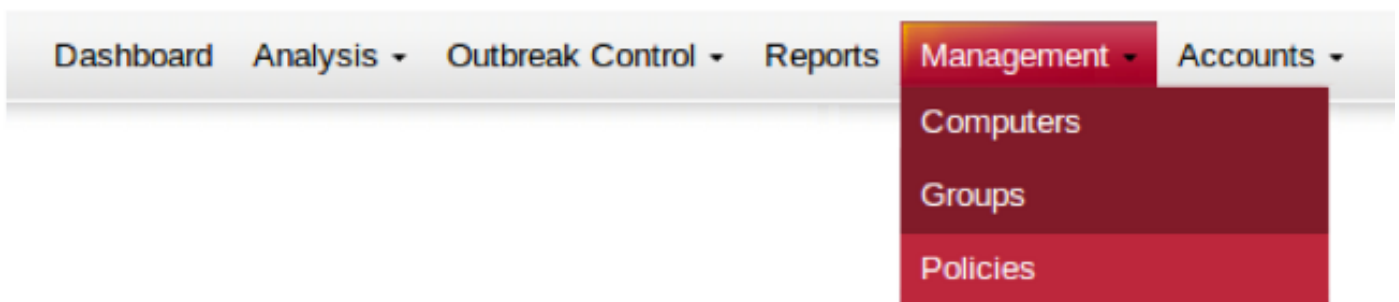 Dashboard Analysis Outbreak Control Reports Management Accounts
Computers
Groups
Policies